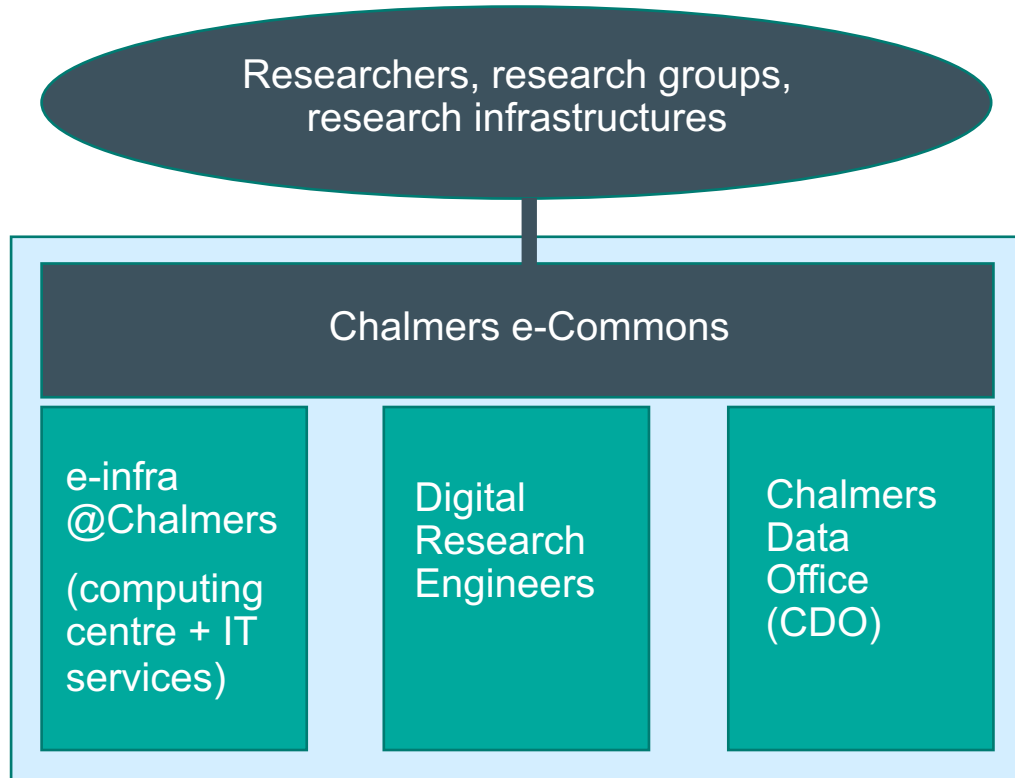 Researchers, research groups,
research infrastructures
Chalmers e-Commons
e-infra
@Chalmers
(computing
centre + IT
services)
Digital
Research
Engineers
Chalmers
Data
Office
(CDO)